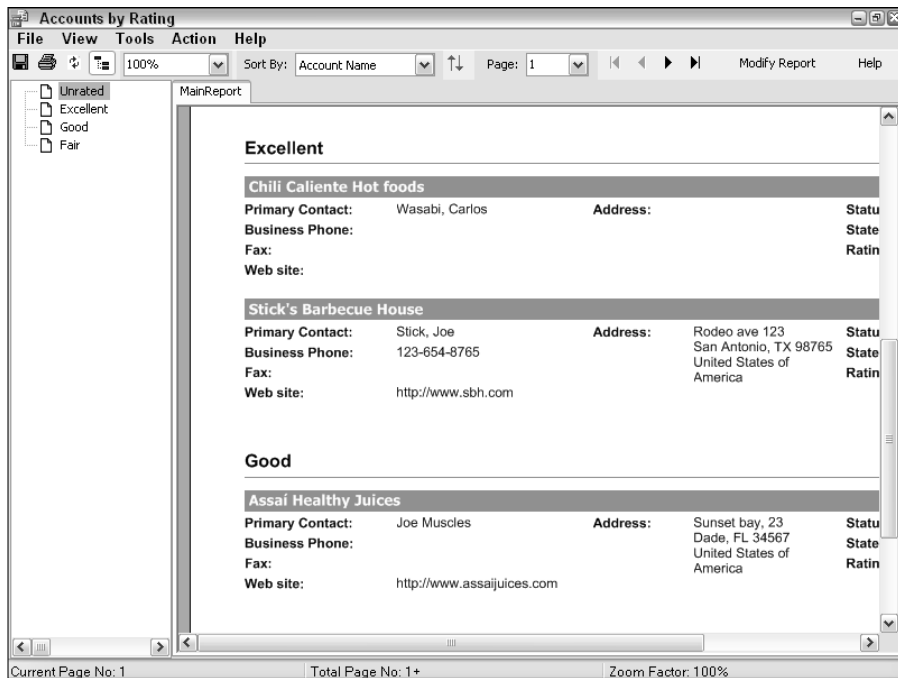 Accounts by Rating
File View Tools Action Help
100% Sort By: Account Name Page: 1 Modify Report Help
Unrated
Excellent
Good
Fair
MainReport
Excellent
Chili Caliente Hot foods
Primary Contact: Wasabi, Carlos Address: Statu
Business Phone: State
Fax: Ratin
Web site:
Stick's Barbecue House
Primary Contact: Stick, Joe Address: Rodeo ave 123 Statu
Business Phone: 123-654-8765 San Antonio, TX 98765 State
Fax: United States of Ratin
America
Web site: http://www.sbh.com
Good
Assaí Healthy Juices
Primary Contact: Joe Muscles Address: Sunset bay, 23 Statu
Business Phone: Dade, FL 34567 State
Fax: United States of Ratin
America
Web site: http://www.assaijuices.com
Current Page No: 1 Total Page No: 1+ Zoom Factor: 100%